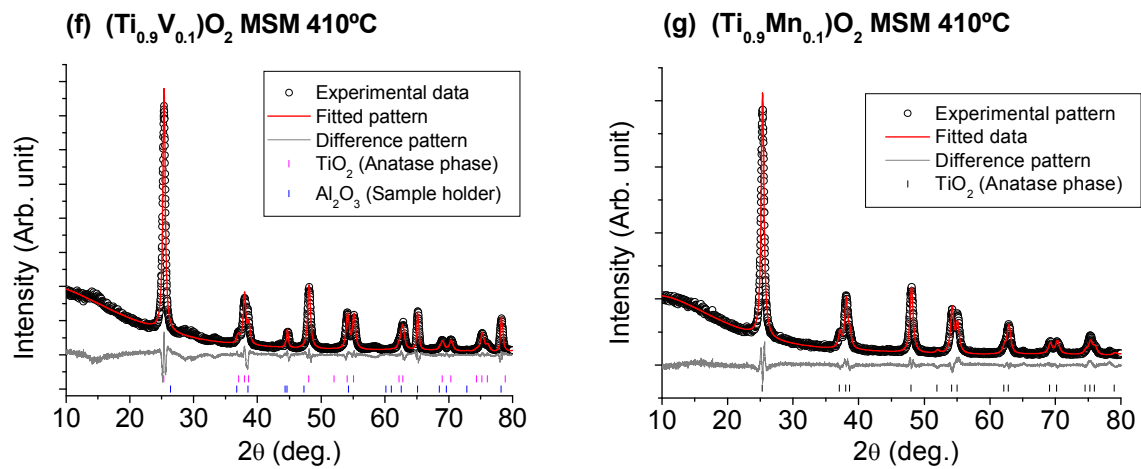 (f) (Ti0.9V0.1)O2 MSM 410ºC
Intensity (Arb. unit)
Experimental data
Fitted pattern
Difference pattern
TiO2 (Anatase phase)
Al2O3 (Sample holder)
10 20 30 40 50 60 70 80
2θ (deg.)
(g) (Ti0.9Mn0.1)O2 MSM 410ºC
Intensity (Arb. unit)
Experimental pattern
Fitted data
Difference pattern
TiO2 (Anatase phase)
10 20 30 40 50 60 70 80
2θ (deg.)